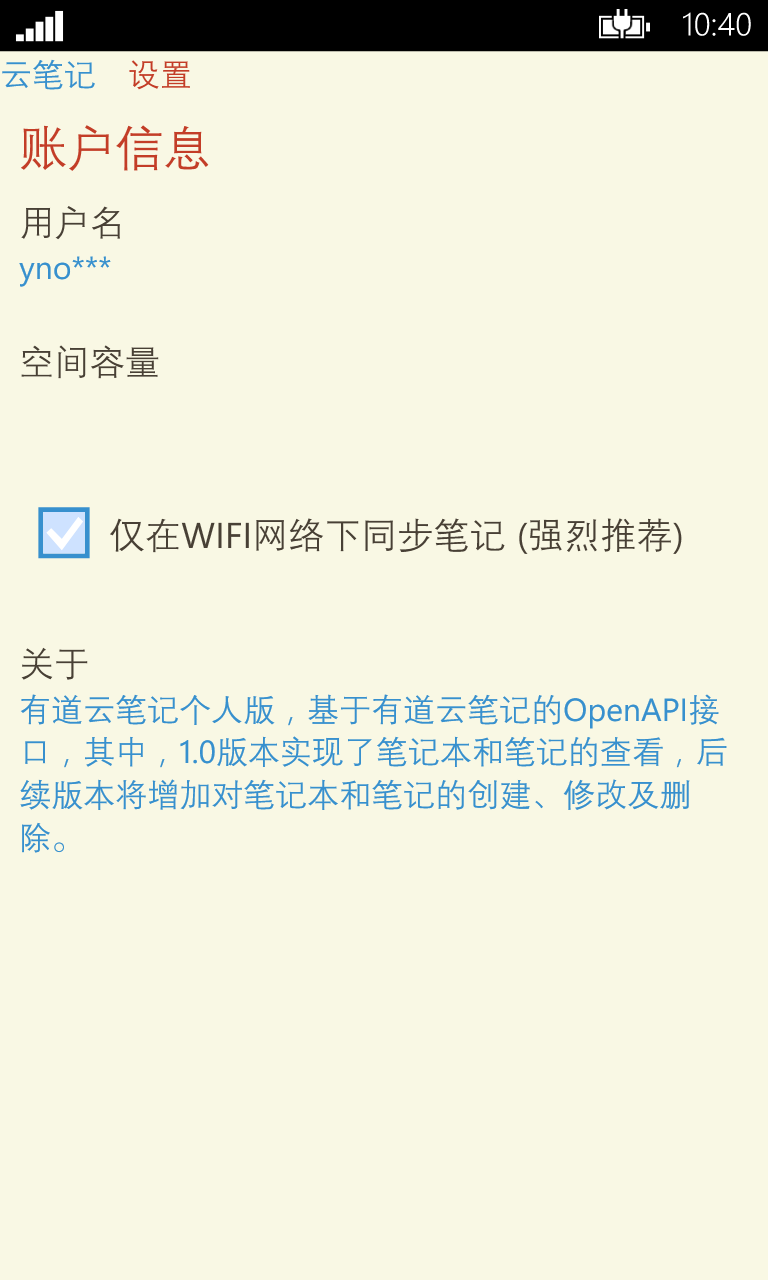 10:40
云笔记 设置
账户信息
用户名
yno***
空间容量
仅在WIFI网络下同步笔记 (强烈推荐)
关于
有道云笔记个人版，基于有道云笔记的OpenAPI接
口，其中，1.0版本实现了笔记本和笔记的查看，后
续版本将增加对笔记本和笔记的创建、修改及删
除。